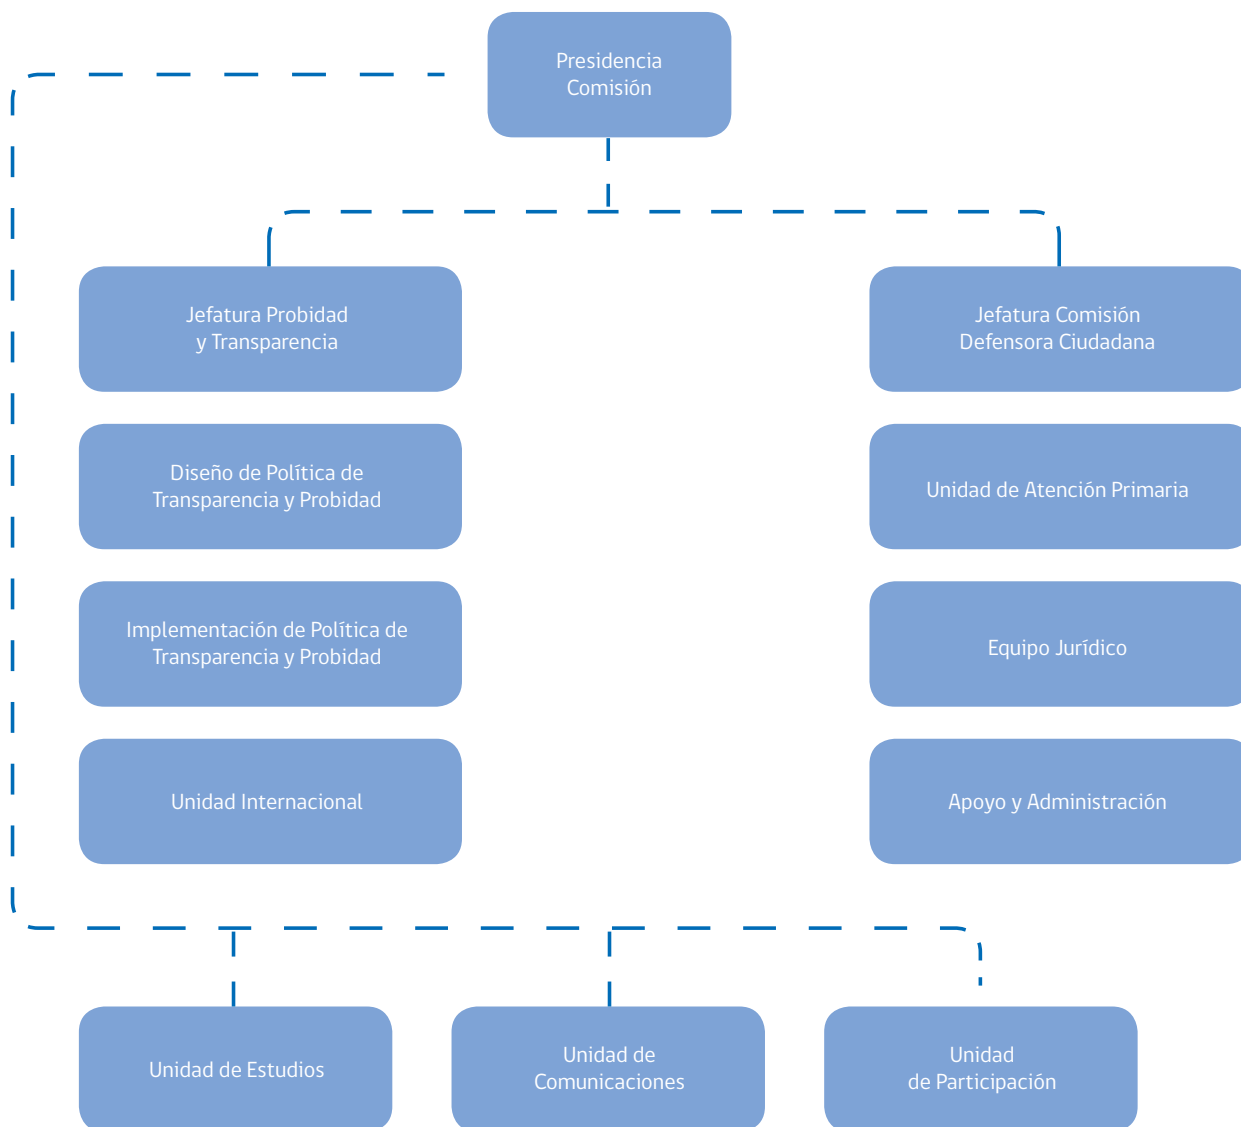 Presidencia
Comisión
Jefatura Probidad
y Transparencia
Jefatura Comisión
Defensora Ciudadana
Diseño de Política de
Transparencia y Probidad
Unidad de Atención Primaria
Implementación de Política de
Transparencia y Probidad
Equipo Jurídico
Unidad Internacional
Apoyo y Administración
Unidad de Estudios
Unidad de
Comunicaciones
Unidad
de Participación